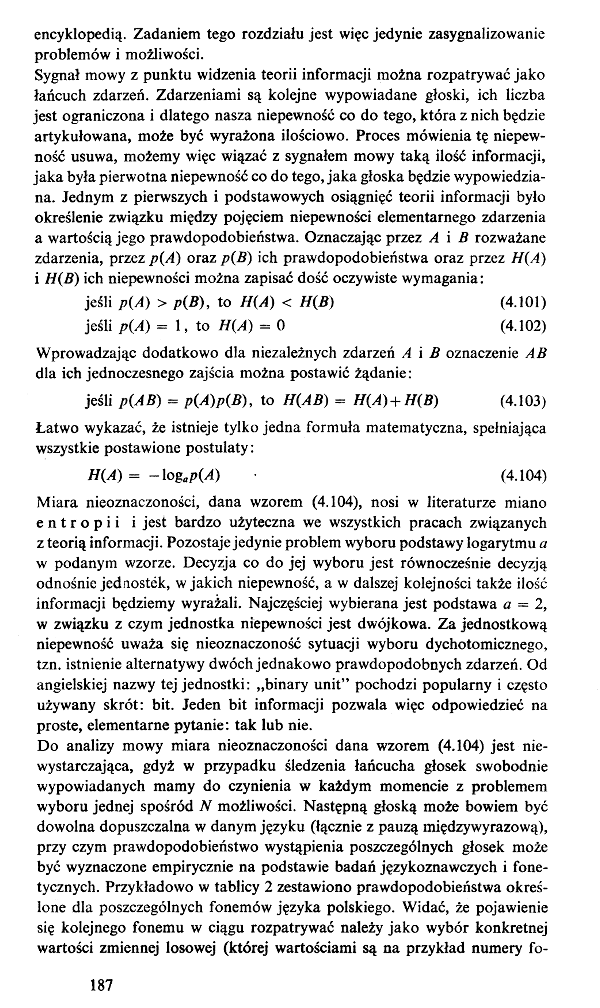 encyklopedią. Zadaniem tego rozdziału jest więc jedynie zasygnalizowanie
problemów i możliwości.
Sygnał mowy z punktu widzenia teorii informacji można rozpatrywać jako
łańcuch zdarzeń. Zdarzeniami są kolejne wypowiadane głoski, ich liczba
jest ograniczona i dlatego nasza niepewność co do tego, która z nich będzie
artykułowana, może być wyrażona ilościowo. Proces mówienia tę niepew-
ność usuwa, możemy więc wiązać z sygnałem mowy taką ilość informacji,
jaka była pierwotna niepewność co do tego, jaka głoska będzie wypowiedzia-
na. Jednym z pierwszych i podstawowych osiągnięć teorii informacji było
określenie związku między pojęciem niepewności elementarnego zdarzenia
a wartością jego prawdopodobieństwa. Oznaczając przez A i B rozważane
zdarzenia, przez p(A) oraz p(B) ich prawdopodobieństwa oraz przez H(A)
i H(B) ich niepewności można zapisać dość oczywiste wymagania:
jeśli p(A) > p(B), to H(A) < H(B) (4.101)
jeśli p(A) = 1, to H(A) = 0 (4.102)
Wprowadzając dodatkowo dla niezależnych zdarzeń A i B oznaczenie AB
dla ich jednoczesnego zajścia można postawić żądanie:
jeśli p(AB) = p(A)p(B), to H(AB) = H(A)+H(B) (4.103)
Łatwo wykazać, że istnieje tylko jedna formuła matematyczna, spełniająca
wszystkie postawione postulaty:
H(A) = −logₐp(A) (4.104)
Miara nieoznaczoności, dana wzorem (4.104), nosi w literaturze miano
e n t r o p i i i jest bardzo użyteczna we wszystkich pracach związanych
z teorią informacji. Pozostaje jedynie problem wyboru podstawy logarytmu a
w podanym wzorze. Decyzja co do jej wyboru jest równocześnie decyzją
odnośnie jednostek, w jakich niepewność, a w dalszej kolejności także ilość
informacji będziemy wyrażali. Najczęściej wybierana jest podstawa a = 2,
w związku z czym jednostka niepewności jest dwójkowa. Za jednostkową
niepewność uważa się nieoznaczoność sytuacji wyboru dychotomicznego,
tzn. istnienie alternatywy dwóch jednakowo prawdopodobnych zdarzeń. Od
angielskiej nazwy tej jednostki: „binary unit” pochodzi popularny i często
używany skrót: bit. Jeden bit informacji pozwala więc odpowiedzieć na
proste, elementarne pytanie: tak lub nie.
Do analizy mowy miara nieoznaczoności dana wzorem (4.104) jest nie-
wystarczająca, gdyż w przypadku śledzenia łańcucha głosek swobodnie
wypowiadanych mamy do czynienia w każdym momencie z problemem
wyboru jednej spośród N możliwości. Następną głoską może bowiem być
dowolna dopuszczalna w danym języku (łącznie z pauzą międzywyrazową),
przy czym prawdopodobieństwo wystąpienia poszczególnych głosek może
być wyznaczone empirycznie na podstawie badań językoznawczych i fone-
tycznych. Przykładowo w tablicy 2 zestawiono prawdopodobieństwa okreś-
lone dla poszczególnych fonemów języka polskiego. Widać, że pojawienie
się kolejnego fonemu w ciągu rozpatrywać należy jako wybór konkretnej
wartości zmiennej losowej (której wartościami są na przykład numery fo-
187